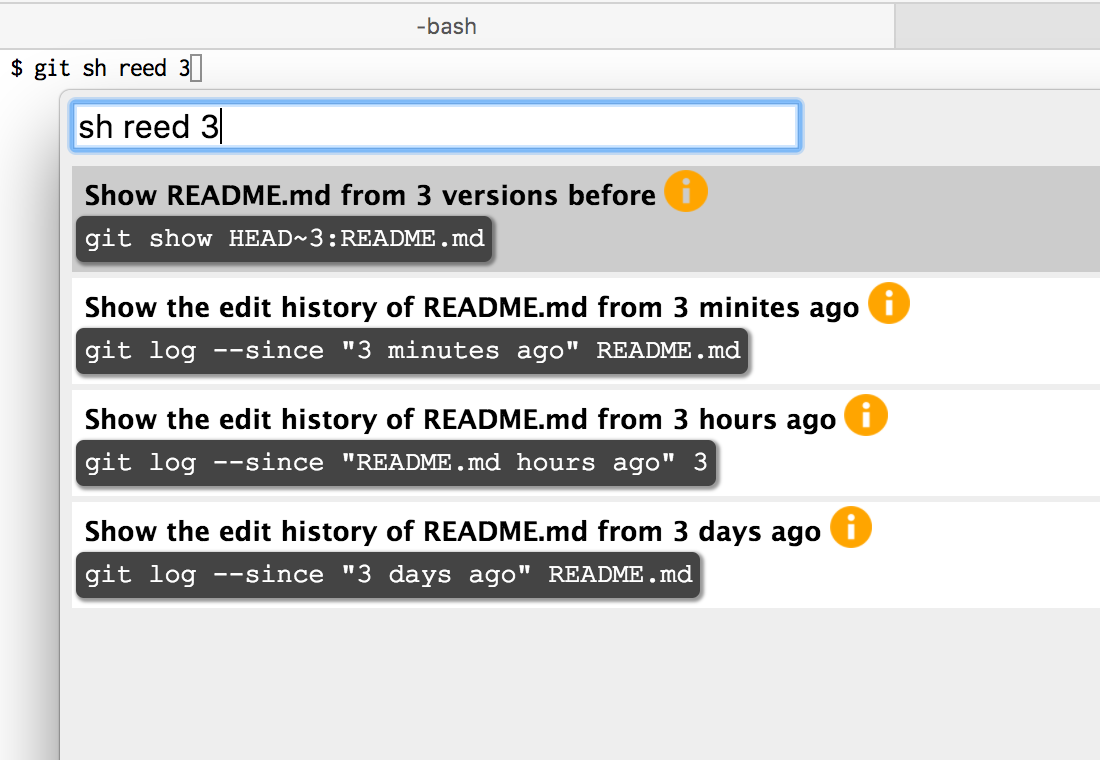 -bash
$ git sh reed 3
sh reed 3
Show README.md from 3 versions before
git show HEAD~3:README.md
Show the edit history of README.md from 3 minites ago
git log --since "3 minutes ago" README.md
Show the edit history of README.md from 3 hours ago
git log --since "README.md hours ago" 3
Show the edit history of README.md from 3 days ago
git log --since "3 days ago" README.md